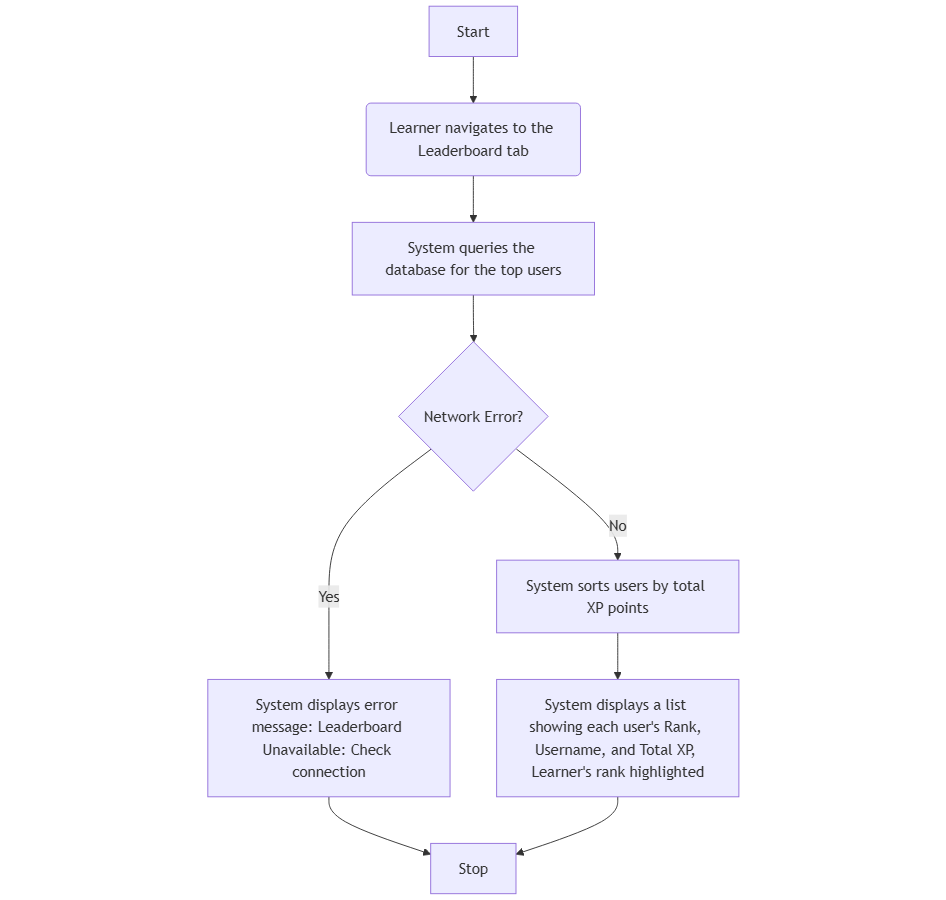 Start
Learner navigates to the
Leaderboard tab
System queries the
database for the top users
Network Error?
No
System sorts users by total
XP points
Yes
System displays error
message: Leaderboard
Unavailable: Check
connection
System displays a list
showing each user's Rank,
Username, and Total XP,
Learner's rank highlighted
Stop